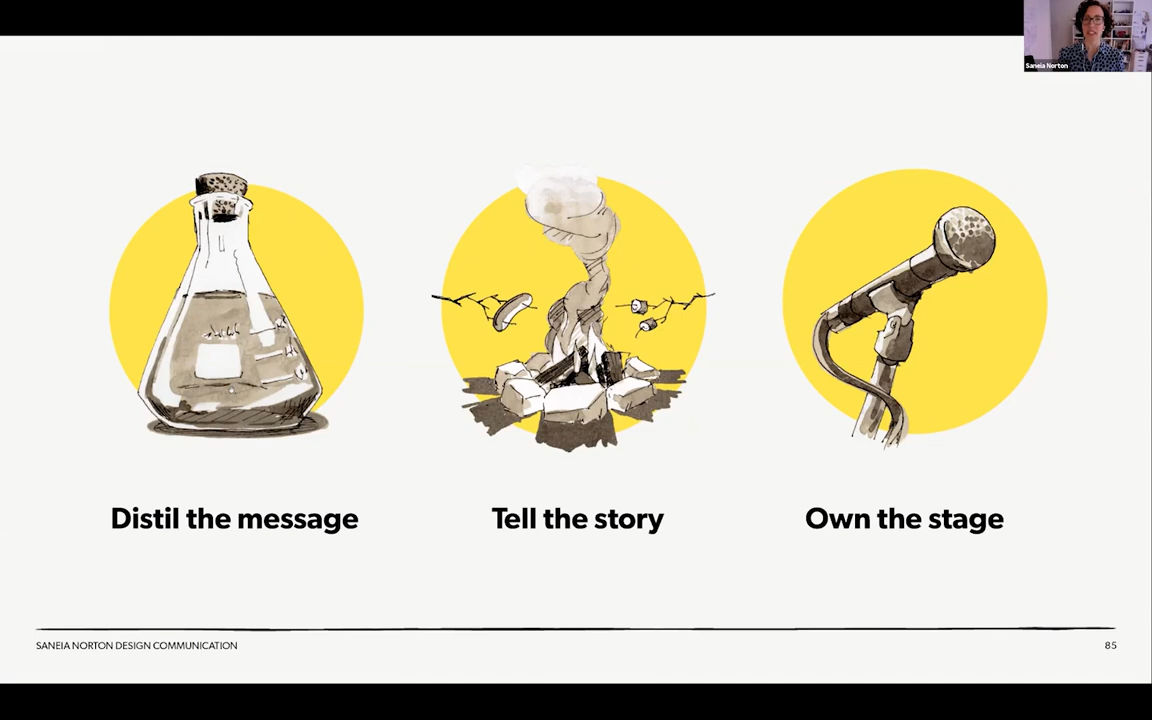 Saneia Norton
Distil the message
Tell the story
Own the stage
SANEIA NORTON DESIGN COMMUNICATION
85